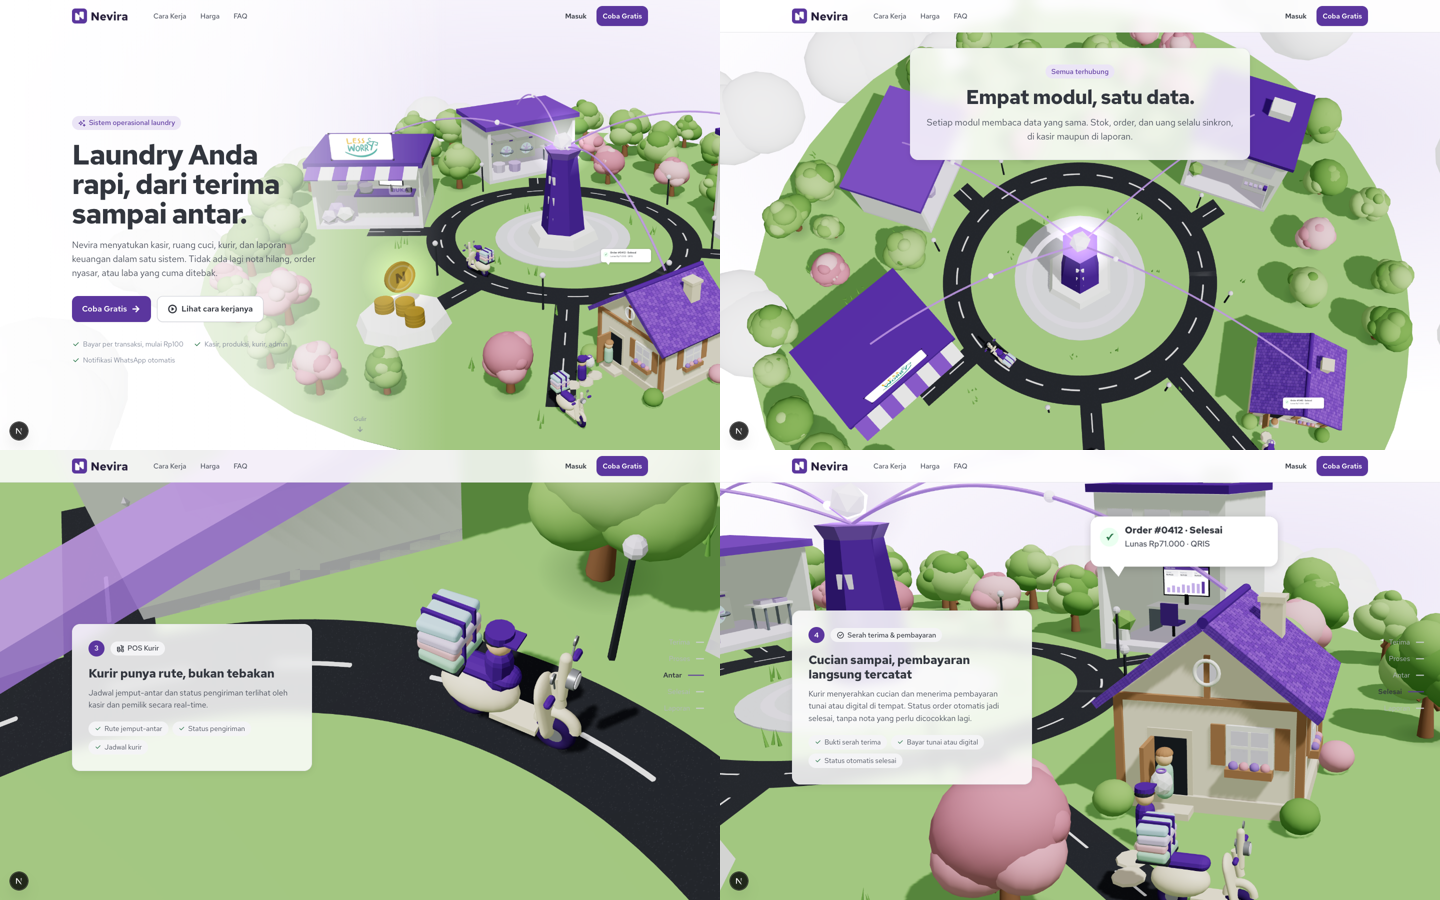 Nevira
Cara Kerja
Harga
FAQ
Masuk
Coba Gratis
Sistem operasional laundry
Laundry Anda
rapi, dari terima
sampai antar.
Nevira menyatukan kasir, ruang cuci, kurir, dan laporan
keuangan dalam satu sistem. Tidak ada lagi nota hilang, order
nyasar, atau laba yang cuma ditebak.
Coba Gratis
Lihat cara kerjanya
Bayar per transaksi, mulai Rp100
Kasir, produksi, kurir, admin
Notifikasi WhatsApp otomatis
Gulir
LESS
WORRY
N
Nevira
Cara Kerja
Harga
FAQ
Masuk
Coba Gratis
Semua terhubung
Empat modul, satu data.
Setiap modul membaca data yang sama. Stok, order, dan uang selalu sinkron,
di kasir maupun di laporan.
N
Nevira
Cara Kerja
Harga
FAQ
Masuk
Coba Gratis
3
POS Kurir
Kurir punya rute, bukan tebakan
Jadwal jemput-antar dan status pengiriman terlihat oleh
kasir dan pemilik secara real-time.
Rute jemput-antar
Status pengiriman
Jadwal kurir
Antar
N
Nevira
Cara Kerja
Harga
FAQ
Masuk
Coba Gratis
Order #0412 · Selesai
Lunas Rp71.000 · QRIS
4
Serah terima & pembayaran
Cucian sampai, pembayaran
langsung tercatat
Kurir menyerahkan cucian dan menerima pembayaran
tunai atau digital di tempat. Status order otomatis jadi
selesai, tanpa nota yang perlu dicocokkan lagi.
Bukti serah terima
Bayar tunai atau digital
Status otomatis selesai
Terima
Proses
Antar
Selesai
N